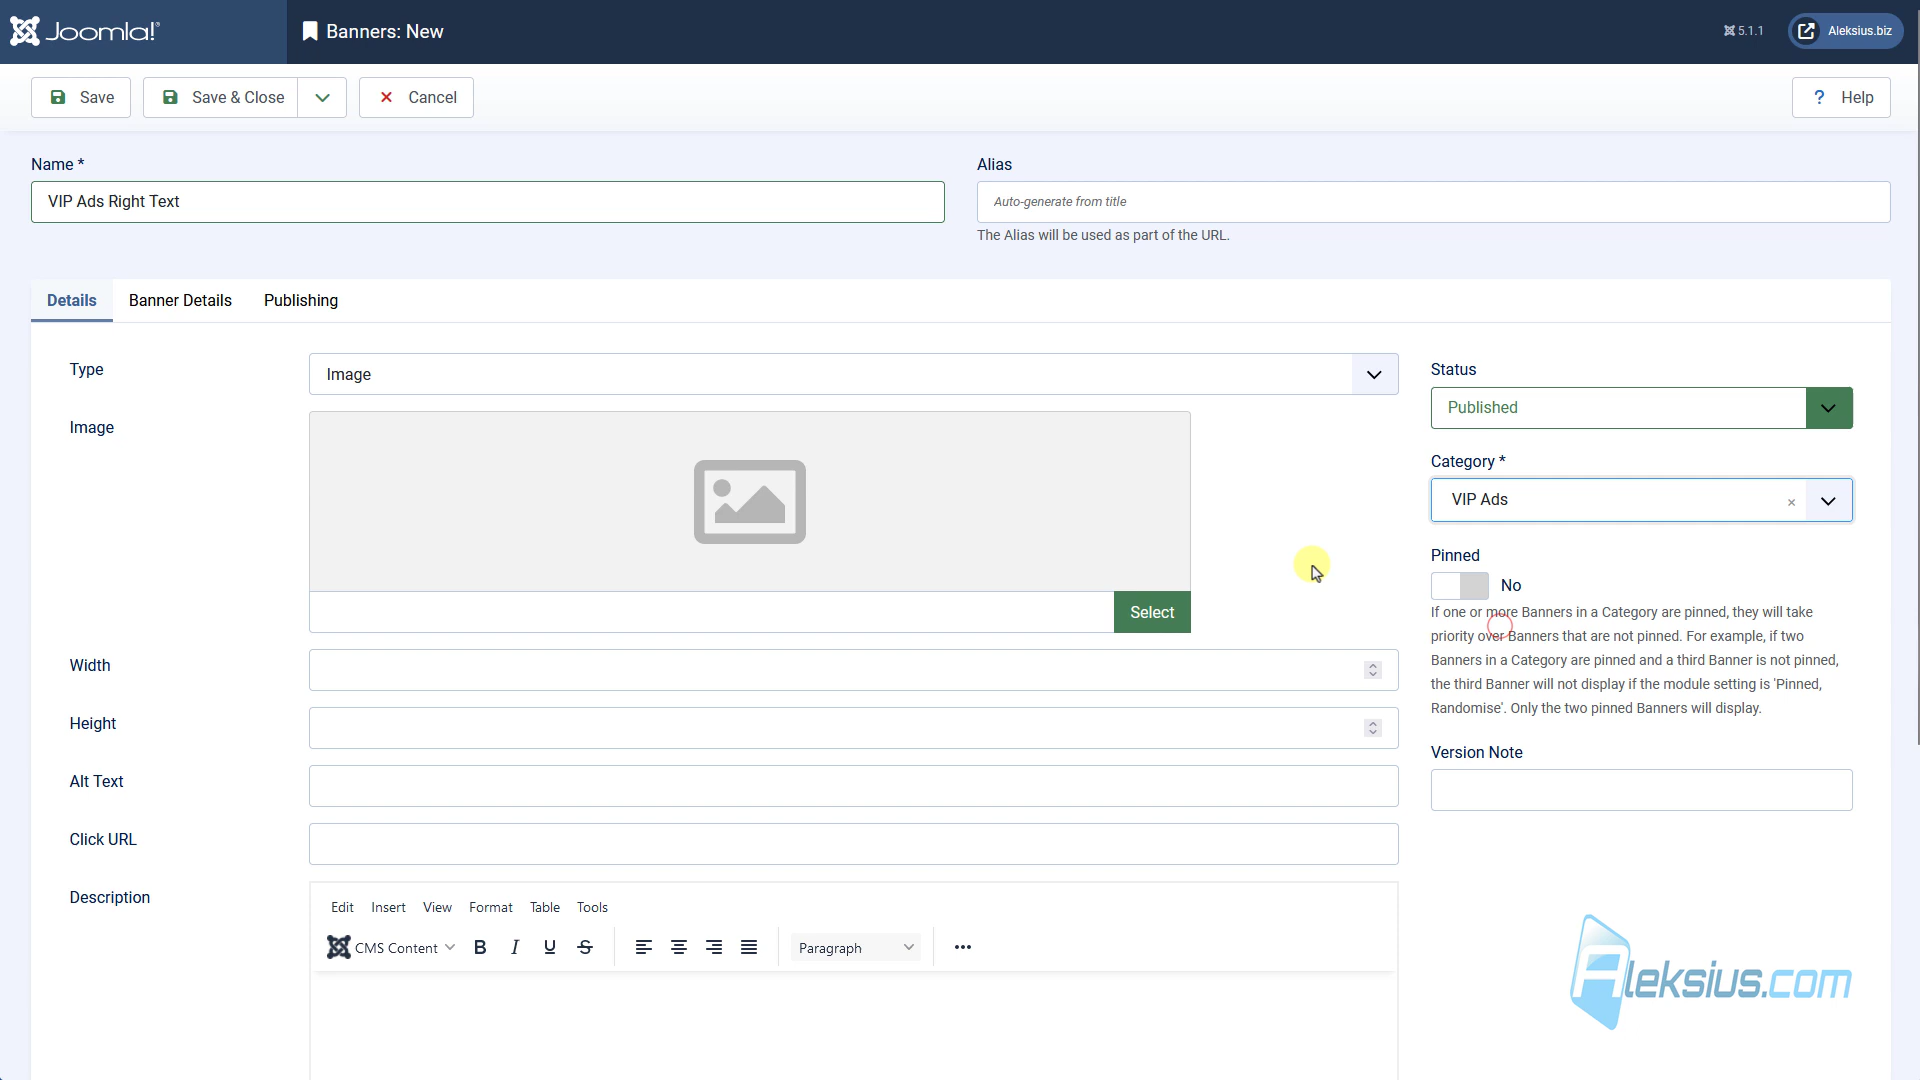 Joomla!®
Banners: New
5.1.1
Aleksius.biz
Save
Save & Close
Cancel
? Help
Name *
Alias
VIP Ads Right Text
Auto-generate from title
The Alias will be used as part of the URL.
Details
Banner Details
Publishing
Type
Image
Image
Select
Width
Height
Alt Text
Click URL
Description
Edit Insert View Format Table Tools
CMS Content B I U S Paragraph
Status
Published
Category *
VIP Ads ×
Pinned
No
If one or more Banners in a Category are pinned, they will take
priority over Banners that are not pinned. For example, if two
Banners in a Category are pinned and a third Banner is not pinned,
the third Banner will not display if the module setting is 'Pinned,
Randomise'. Only the two pinned Banners will display.
Version Note
Aleksius.com